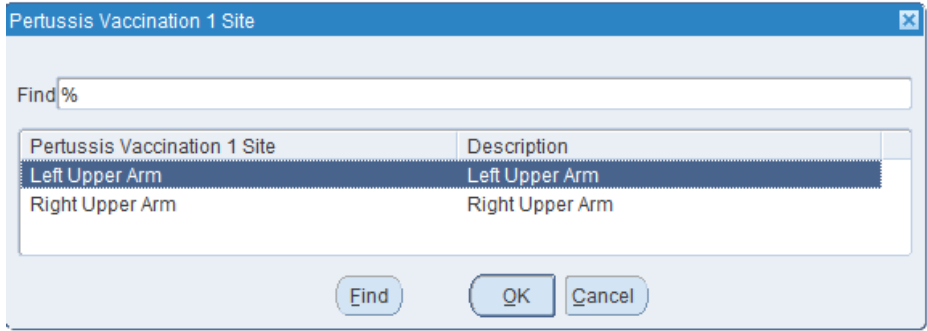 Pertussis Vaccination 1 Site
Find %
Pertussis Vaccination 1 Site Description
Left Upper Arm Left Upper Arm
Right Upper Arm Right Upper Arm
Find OK Cancel